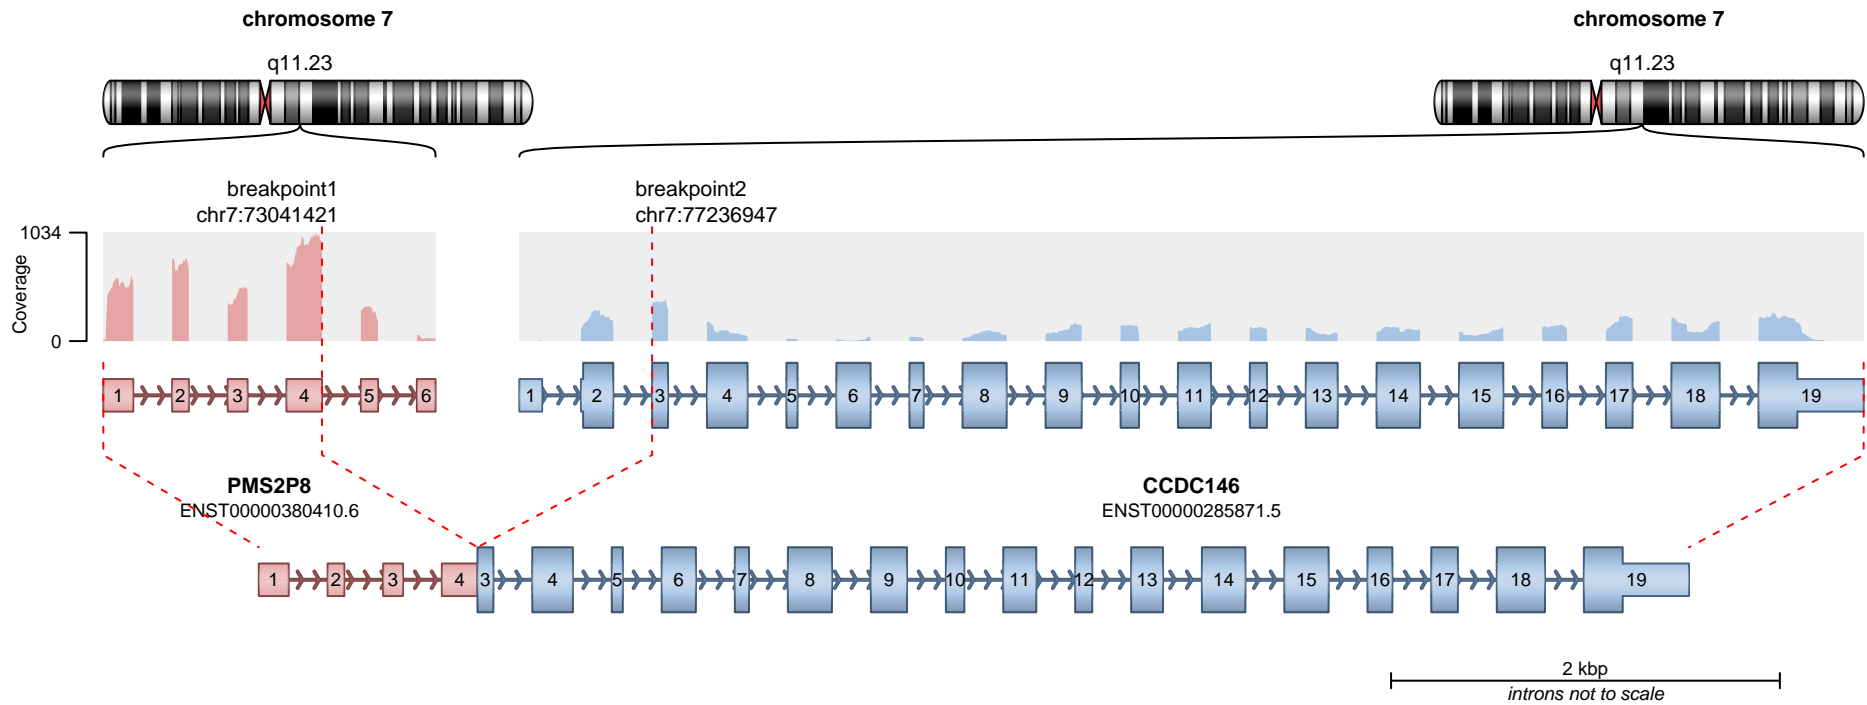 chromosome 7
chromosome 7
q11.23
q11.23
breakpoint1
chr7:73041421
breakpoint2
chr7:77236947
1034
Coverage
0
1 2 3 4 5 6
1 2 3 4 5 6 7 8 9 10 11 12 13 14 15 16 17 18 19
PMS2P8
ENST00000380410.6
CCDC146
ENST00000285871.5
1 2 3 4 3 4 5 6 7 8 9 10 11 12 13 14 15 16 17 18 19
2 kbp
introns not to scale